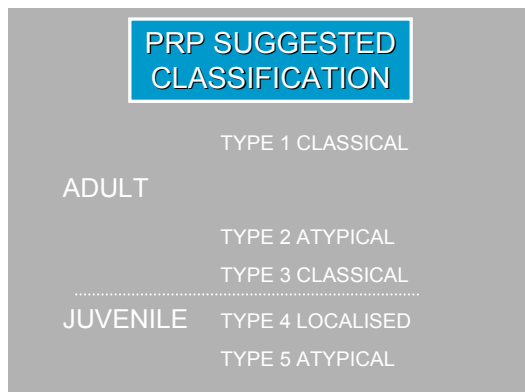 PRP SUGGESTED
CLASSIFICATION
TYPE 1 CLASSICAL
ADULT
TYPE 2 ATYPICAL
TYPE 3 CLASSICAL
JUVENILE TYPE 4 LOCALISED
TYPE 5 ATYPICAL